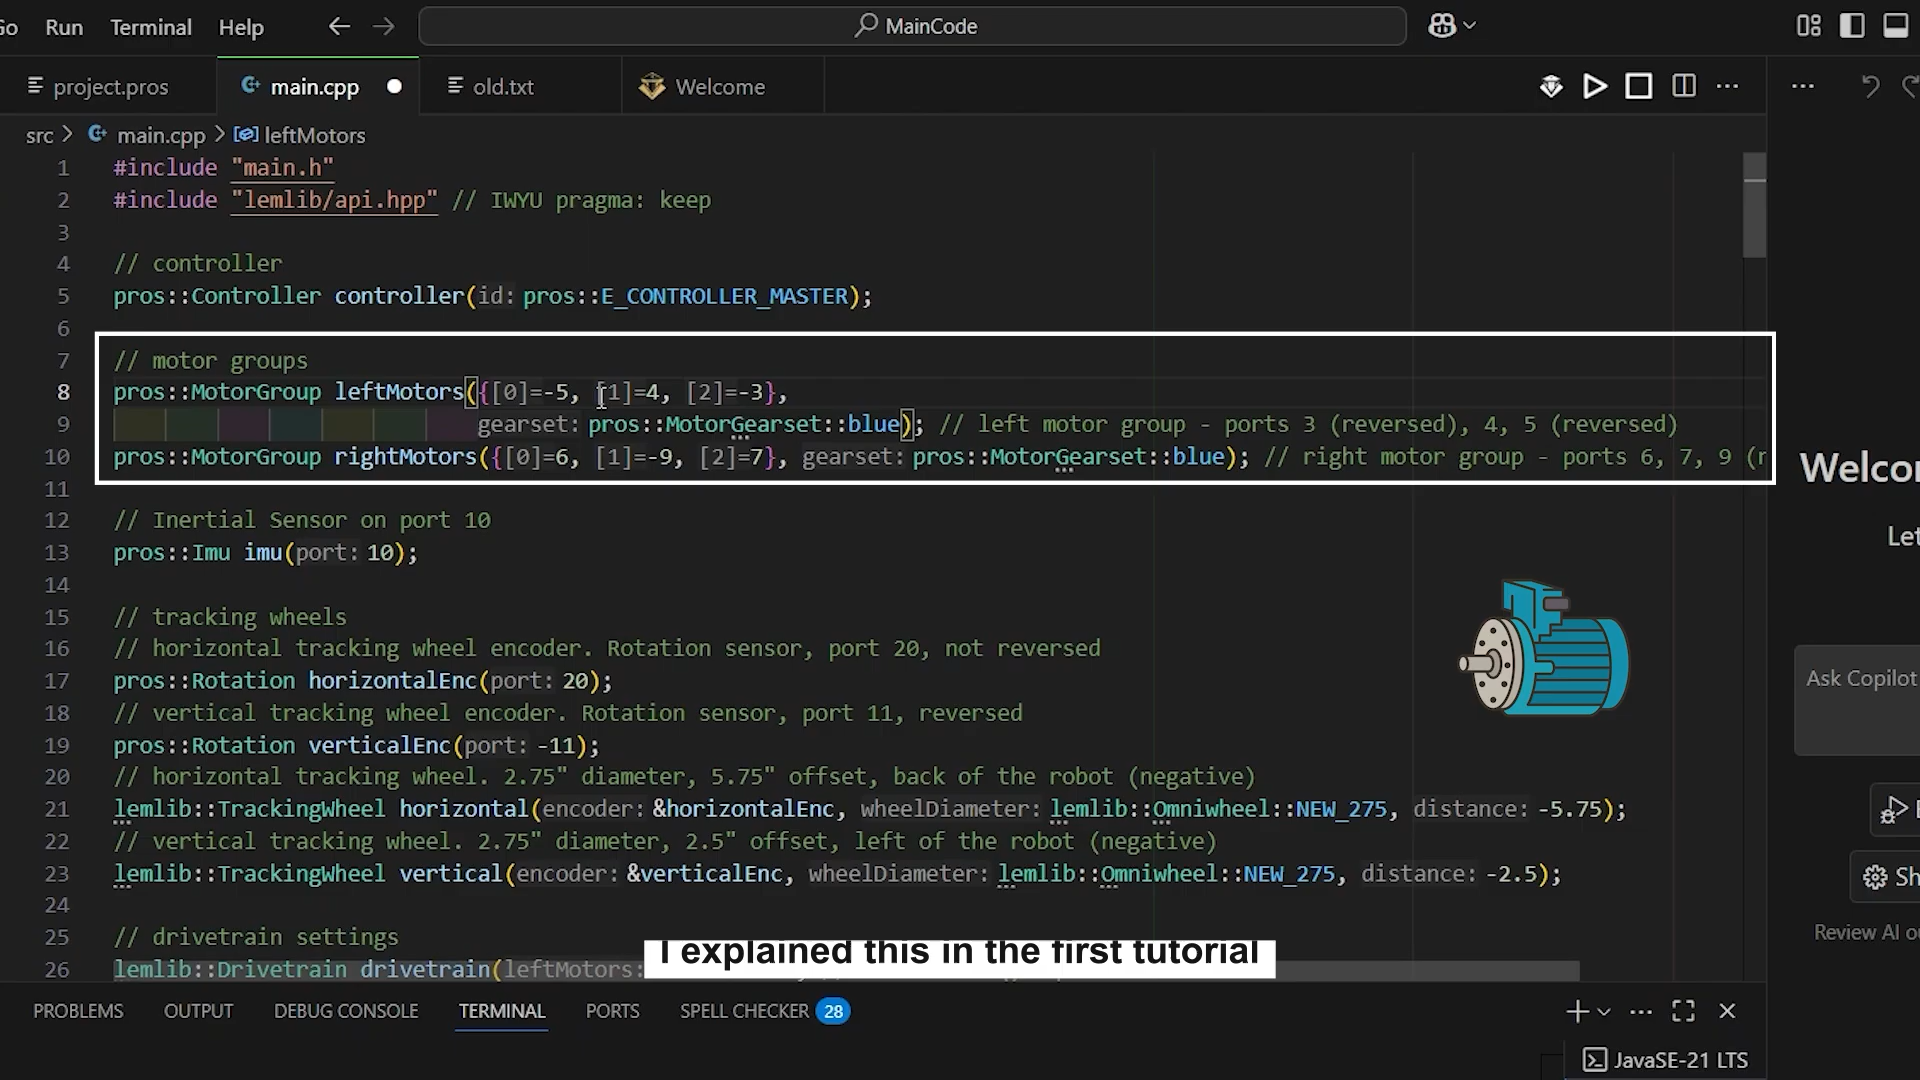 Run Terminal Help MainCode
project.pros main.cpp old.txt Welcome
src > main.cpp > leftMotors
1 #include "main.h"
2 #include "lemlib/api.hpp" // IWYU pragma: keep
3
4 // controller
5 pros::Controller controller(id: pros::E_CONTROLLER_MASTER);
6
7 // motor groups
8 pros::MotorGroup leftMotors({[0]=-5, [1]=4, [2]=-3},
9 gearset: pros::MotorGearset::blue); // left motor group - ports 3 (reversed), 4, 5 (reversed)
10 pros::MotorGroup rightMotors({[0]=6, [1]=-9, [2]=7}, gearset: pros::MotorGearset::blue); // right motor group - ports 6, 7, 9 (r
11
12 // Inertial Sensor on port 10
13 pros::Imu imu(port: 10);
14
15 // tracking wheels
16 // horizontal tracking wheel encoder. Rotation sensor, port 20, not reversed
17 pros::Rotation horizontalEnc(port: 20);
18 // vertical tracking wheel encoder. Rotation sensor, port 11, reversed
19 pros::Rotation verticalEnc(port: -11);
20 // horizontal tracking wheel. 2.75" diameter, 5.75" offset, back of the robot (negative)
21 lemlib::TrackingWheel horizontal(encoder: &horizontalEnc, wheelDiameter: lemlib::Omniwheel::NEW_275, distance: -5.75);
22 // vertical tracking wheel. 2.75" diameter, 2.5" offset, left of the robot (negative)
23 lemlib::TrackingWheel vertical(encoder: &verticalEnc, wheelDiameter: lemlib::Omniwheel::NEW_275, distance: -2.5);
24
25 // drivetrain settings
26 lemlib::Drivetrain drivetrain(leftMotors:
I explained this in the first tutorial
Ask Copilot
Review AI
PROBLEMS OUTPUT DEBUG CONSOLE TERMINAL PORTS SPELL CHECKER 28
JavaSE-21 LTS